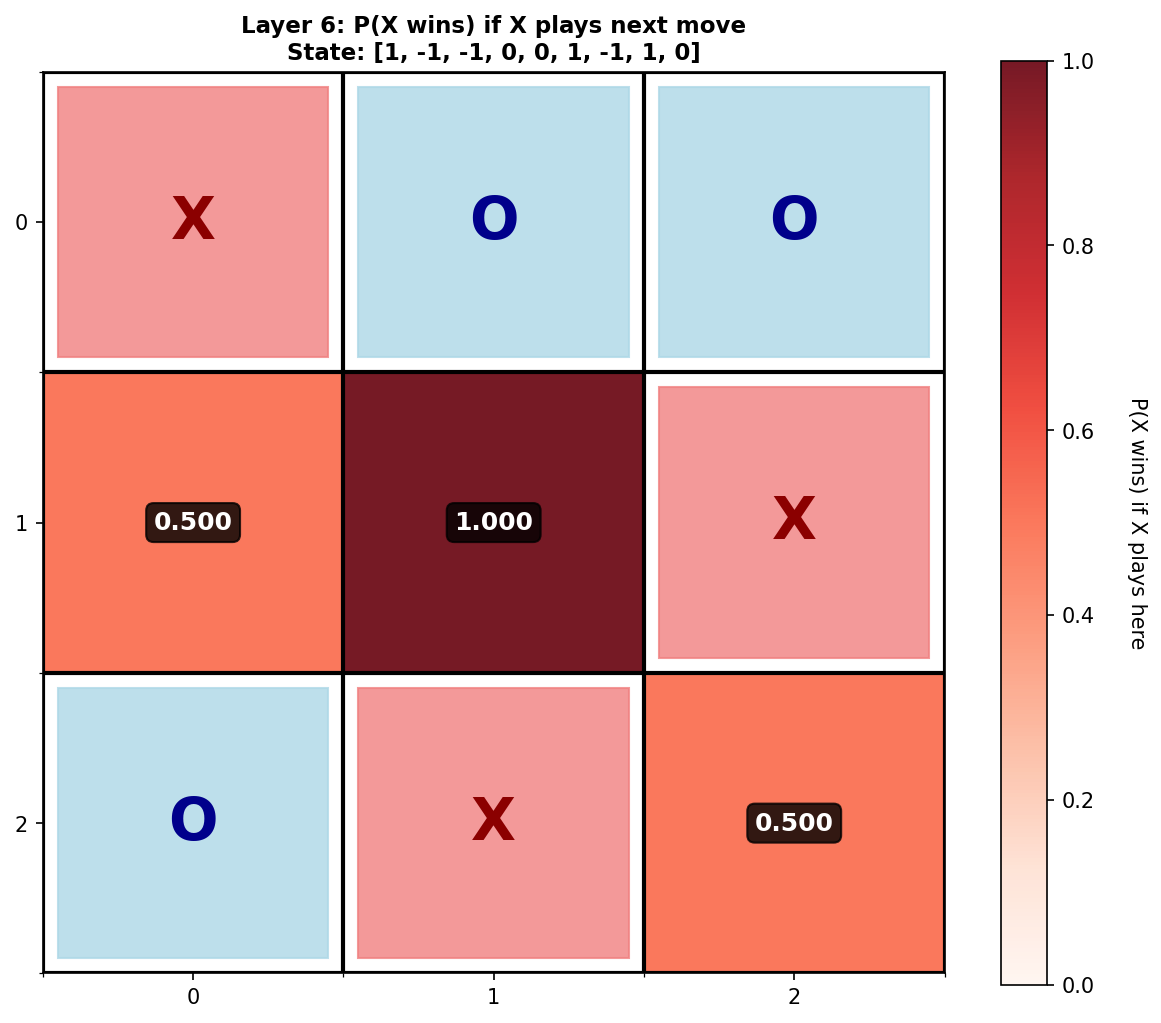 Layer 6: P(X wins) if X plays next move
State: [1, -1, -1, 0, 0, 1, -1, 1, 0]
0
X
O
O
1
0.500
1.000
X
2
O
X
0.500
0
1
2
1.0
0.8
0.6
0.4
0.2
0.0
P(X wins) if X plays here